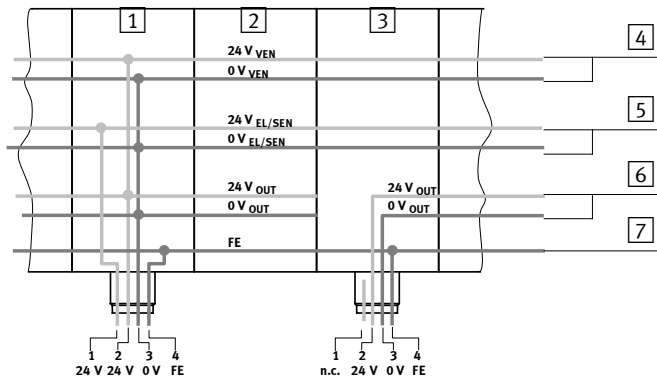 1 2 3
24 V VEN
4
0 V VEN
5
24 V EL/SEN
0 V EL/SEN
6
24 V OUT 24 V OUT
0 V OUT 0 V OUT
7
FE
1 2 3 4 1 2 3 4
24 V 24 V 0 V FE n.c. 24 V 0 V FE